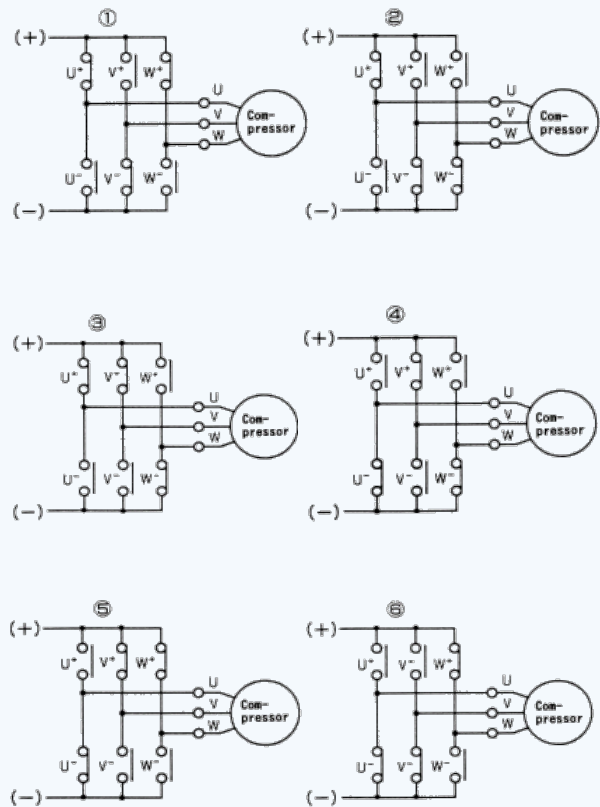 ①
(+)
U⁺ V⁺ W⁺
U
V
W
Com-
pressor
U⁻ V⁻ W⁻
(−)
②
(+)
U⁺ V⁺ W⁺
U
V
W
Com-
pressor
U⁻ V⁻ W⁻
(−)
③
(+)
U⁻ V⁻ W⁺
U
V
W
Com-
pressor
U⁻ V⁻ W⁻
(−)
④
(+)
U⁺ V⁺ W⁺
U
V
W
Com-
pressor
U⁻ V⁻ W⁻
(−)
⑤
(+)
U⁺ V⁺ W⁺
U
V
W
Com-
pressor
U⁻ V⁻ W⁻
(−)
⑥
(+)
U⁺ V⁻ W⁺
U
V
W
Com-
pressor
U⁻ V⁻ W⁻
(−)